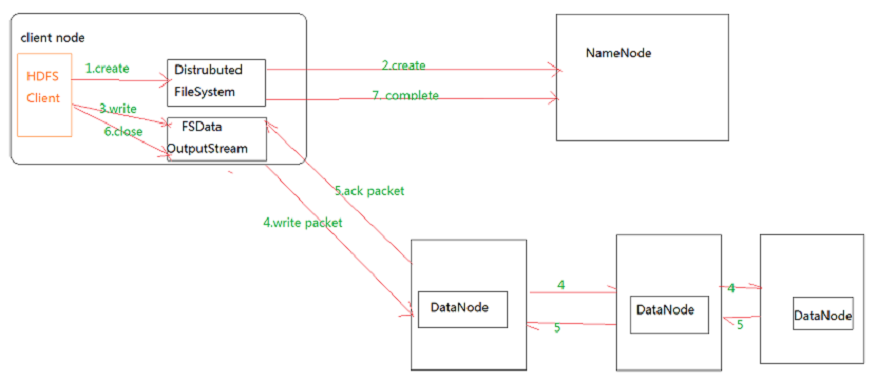 client node
HDFS
Client
1.create
Distrubuted
FileSystem
2.create
NameNode
7. complete
3.write
6.close
FSData
OutputStream
5.ack packet
4.write packet
DataNode
4
5
DataNode
4
5
DataNode